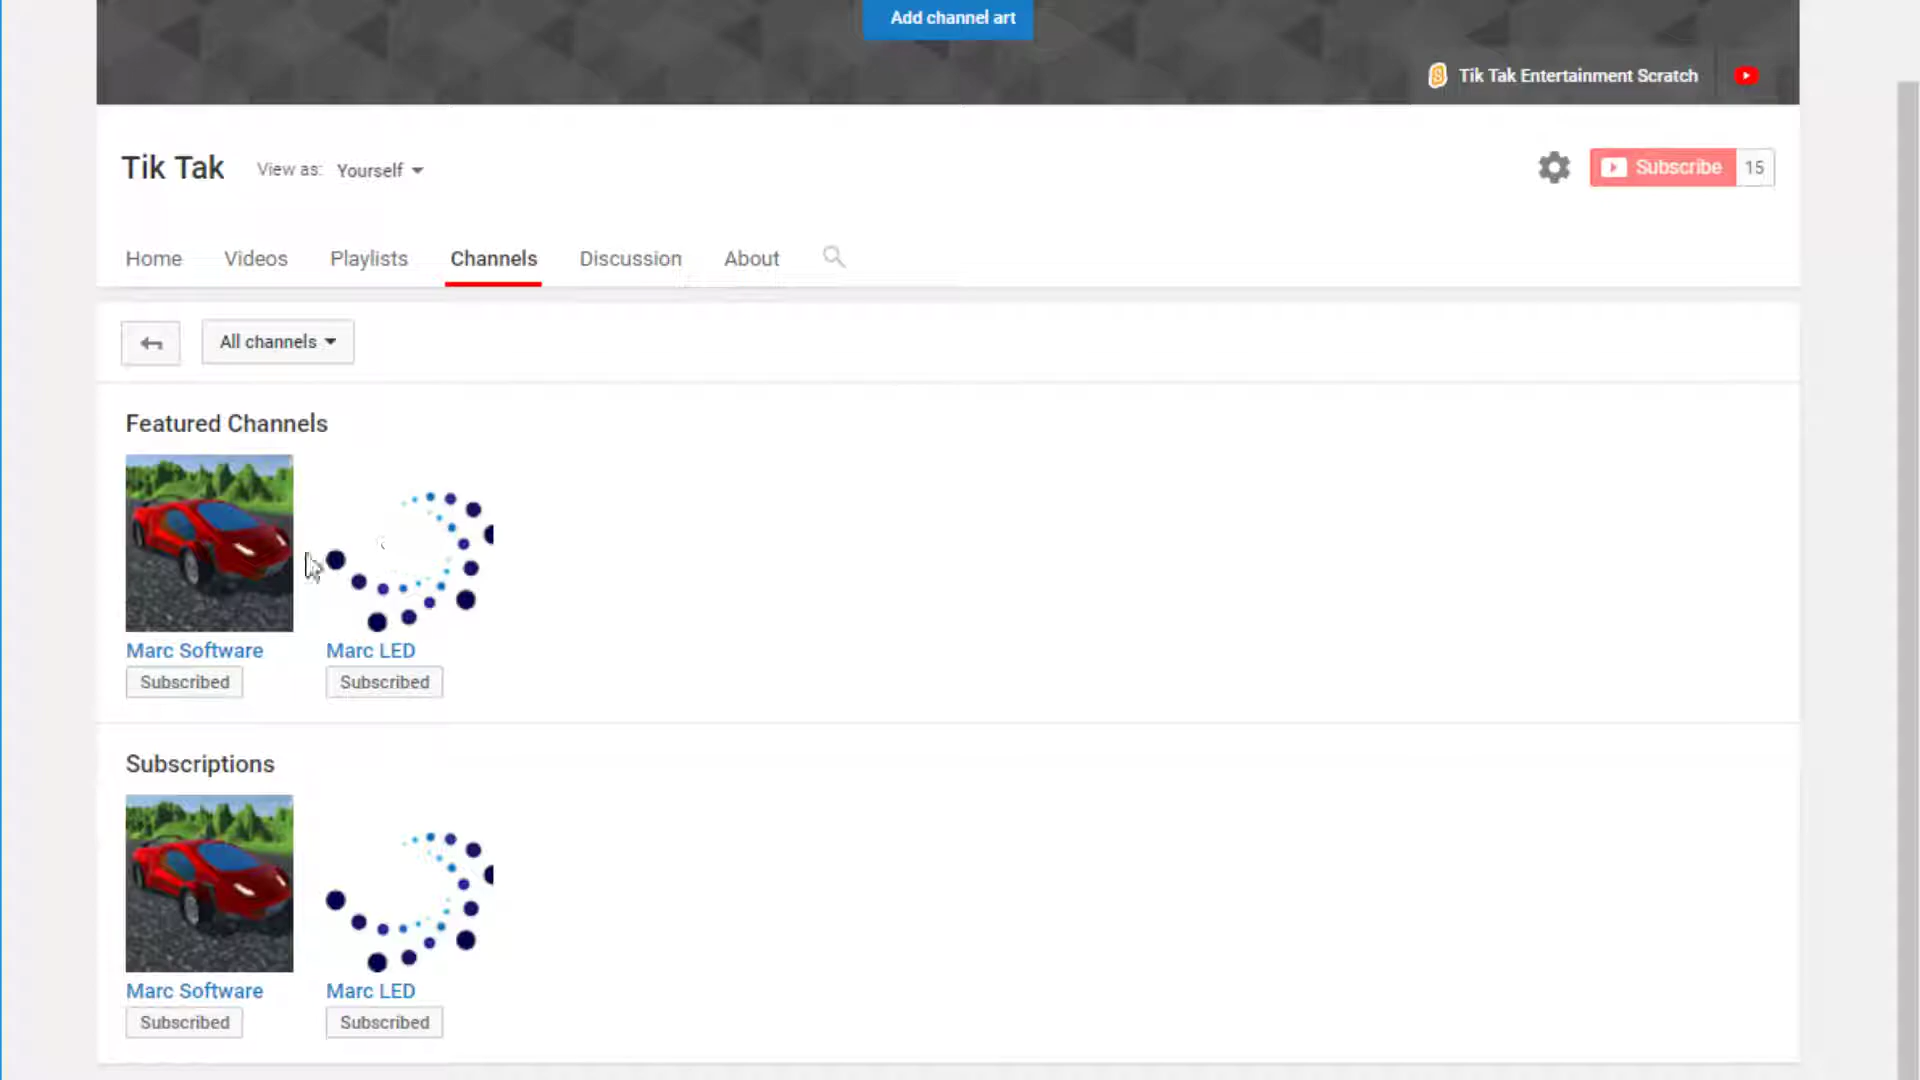 Add channel art
Tik Tak Entertainment Scratch
Tik Tak View as: Yourself
Subscribe 15
Home Videos Playlists Channels Discussion About
All channels
Featured Channels
Marc Software Marc LED
Subscribed Subscribed
Subscriptions
Marc Software Marc LED
Subscribed Subscribed